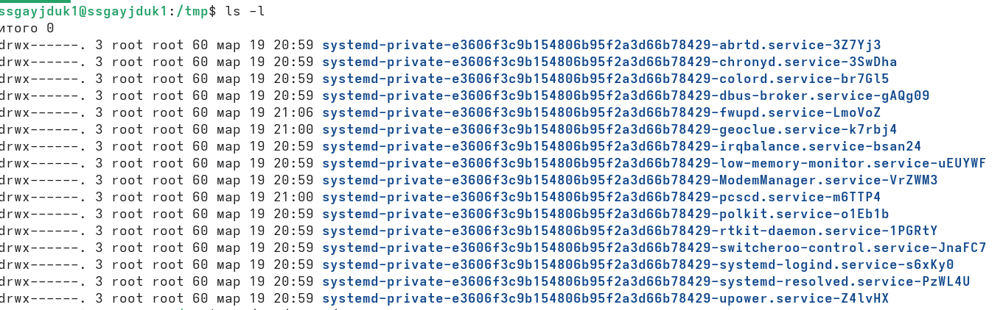 ssgayjduk1@ssgayjduk1:/tmp$ ls -l
итого 0
drwx------. 3 root root 60 мар 19 20:59 systemd-private-e3606f3c9b154806b95f2a3d66b78429-abrtd.service-3Z7Yj3
drwx------. 3 root root 60 мар 19 20:59 systemd-private-e3606f3c9b154806b95f2a3d66b78429-chronyd.service-3SwDha
drwx------. 3 root root 60 мар 19 20:59 systemd-private-e3606f3c9b154806b95f2a3d66b78429-colord.service-br7Gl5
drwx------. 3 root root 60 мар 19 20:59 systemd-private-e3606f3c9b154806b95f2a3d66b78429-dbus-broker.service-gAQg09
drwx------. 3 root root 60 мар 19 21:06 systemd-private-e3606f3c9b154806b95f2a3d66b78429-fwupd.service-LmoVoZ
drwx------. 3 root root 60 мар 19 21:00 systemd-private-e3606f3c9b154806b95f2a3d66b78429-geoclue.service-k7rbj4
drwx------. 3 root root 60 мар 19 20:59 systemd-private-e3606f3c9b154806b95f2a3d66b78429-irqbalance.service-bsan24
drwx------. 3 root root 60 мар 19 20:59 systemd-private-e3606f3c9b154806b95f2a3d66b78429-low-memory-monitor.service-uEUYWF
drwx------. 3 root root 60 мар 19 20:59 systemd-private-e3606f3c9b154806b95f2a3d66b78429-ModemManager.service-VrZWM3
drwx------. 3 root root 60 мар 19 21:00 systemd-private-e3606f3c9b154806b95f2a3d66b78429-pcscd.service-m6TTP4
drwx------. 3 root root 60 мар 19 20:59 systemd-private-e3606f3c9b154806b95f2a3d66b78429-polkit.service-o1Eb1b
drwx------. 3 root root 60 мар 19 20:59 systemd-private-e3606f3c9b154806b95f2a3d66b78429-rtkit-daemon.service-1PGRtY
drwx------. 3 root root 60 мар 19 20:59 systemd-private-e3606f3c9b154806b95f2a3d66b78429-switcheroo-control.service-JnaFC7
drwx------. 3 root root 60 мар 19 20:59 systemd-private-e3606f3c9b154806b95f2a3d66b78429-systemd-logind.service-s6xKy0
drwx------. 3 root root 60 мар 19 20:59 systemd-private-e3606f3c9b154806b95f2a3d66b78429-systemd-resolved.service-PzWL4U
drwx------. 3 root root 60 мар 19 20:59 systemd-private-e3606f3c9b154806b95f2a3d66b78429-upower.service-Z4lvHX